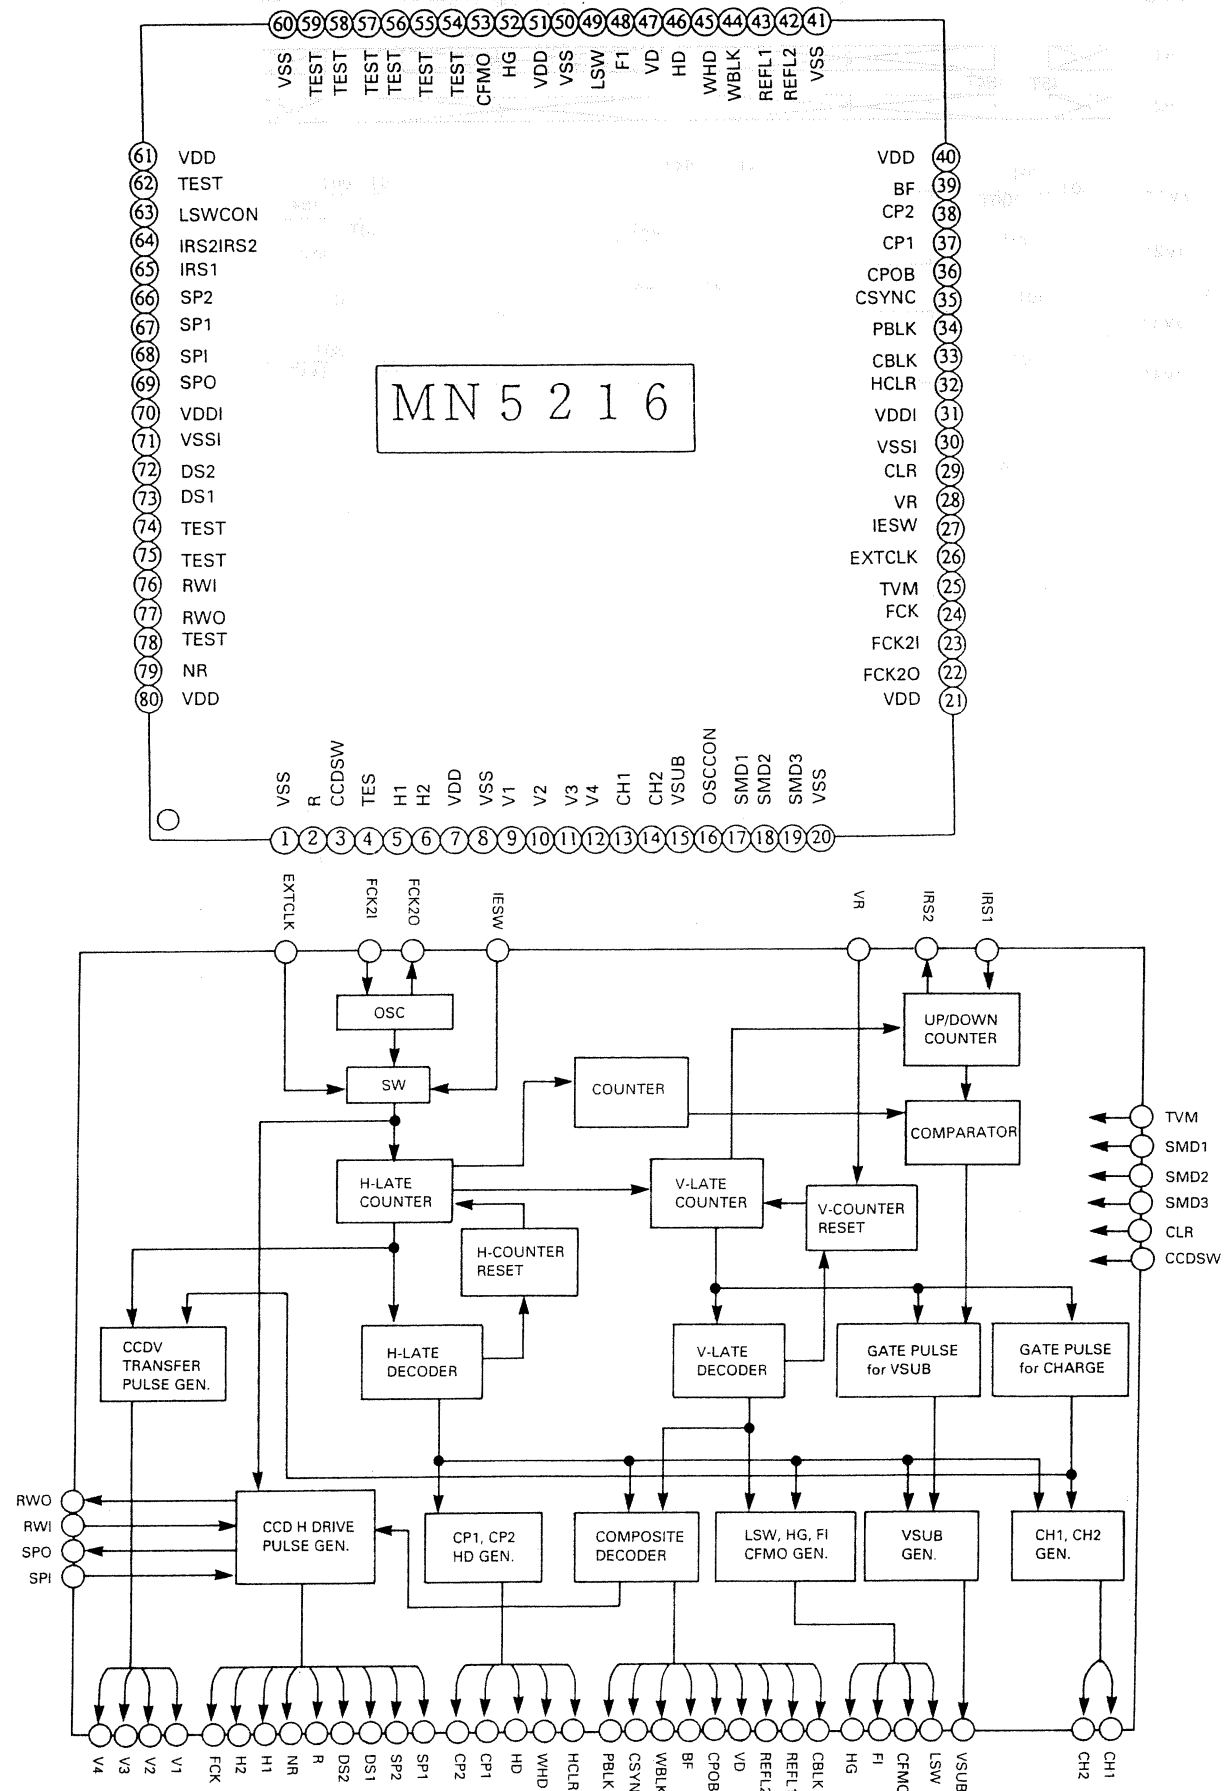 60 59 58 57 56 55 54 53 52 51 50 49 48 47 46 45 44 43 42 41
VSS TEST TEST TEST TEST TEST TEST CFMO HG VDD VSS LSW F1 VD HD WHD WBLK REFL1 REFL2 VSS
61 VDD
62 TEST
63 LSWCON
64 IRS2IRS2
65 IRS1
66 SP2
67 SP1
68 SPI
69 SPO
70 VDDI
71 VSSI
72 DS2
73 DS1
74 TEST
75 TEST
76 RWI
77 RWO
78 TEST
79 NR
80 VDD
MN5216
VDD 40
BF 39
CP2 38
CP1 37
CPOB 36
CSYNC 35
PBLK 34
CBLK 33
HCLR 32
VDDI 31
VSSI 30
CLR 29
VR 28
IESW 27
EXTCLK 26
TVM 25
FCK 24
FCK2I 23
FCK2O 22
VDD 21
VSS R CCDSW TES H1 H2 VDD VSS V1 V2 V3 V4 CH1 CH2 VSUB OSCCON SMD1 SMD2 SMD3 VSS
1 2 3 4 5 6 7 8 9 10 11 12 13 14 15 16 17 18 19 20
EXTCLK FCK2I FCK2O IESW VR IRS2 IRS1
OSC
UP/DOWN
COUNTER
SW
COUNTER
COMPARATOR
TVM
SMD1
SMD2
SMD3
CLR
CCDSW
H-LATE
COUNTER
V-LATE
COUNTER
V-COUNTER
RESET
H-COUNTER
RESET
CCDV
TRANSFER
PULSE GEN.
H-LATE
DECODER
V-LATE
DECODER
GATE PULSE
for VSUB
GATE PULSE
for CHARGE
RWO
RWI
SPO
SPI
CCD H DRIVE
PULSE GEN.
CP1, CP2
HD GEN.
COMPOSITE
DECODER
LSW, HG, FI
CFMO GEN.
VSUB
GEN.
CH1, CH2
GEN.
V4 V3 V2 V1 FCK H2 H1 NR R DS2 DS1 SP2 SP1 CP2 CP1 HD WHD HCLR PBLK CSYN WBLK BF CPOB VD REFL2 REFL1 CBLK HG FI CFMO LSW VSUB CH2 CH1